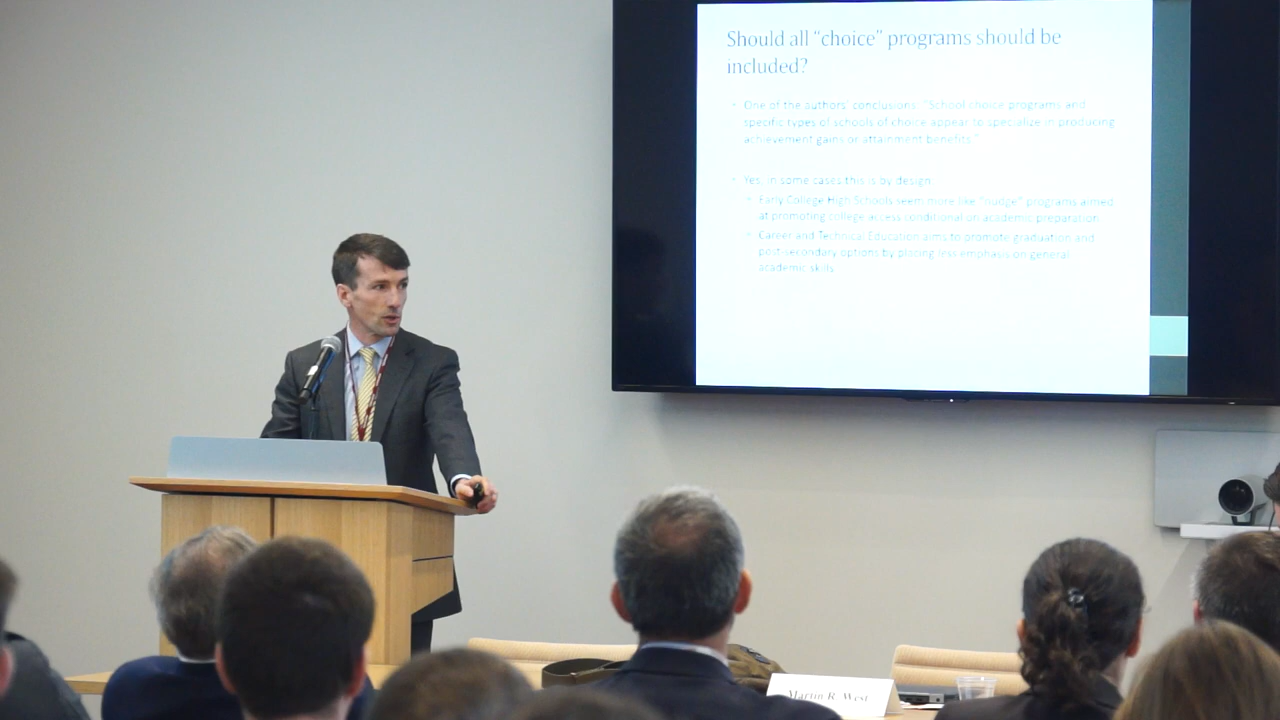 Should all “choice” programs should be
included?
One of the authors’ conclusions: “School choice programs and
specific types of schools of choice appear to specialize in producing
achievement gains or attainment benefits.”
Yes, in some cases this is by design.
Early College High Schools seem more like “nudge” programs aimed
at promoting college access conditional on academic preparation.
Career and Technical Education aims to promote graduation and
post-secondary options by placing less emphasis on general
academic skills.
Martin R. West